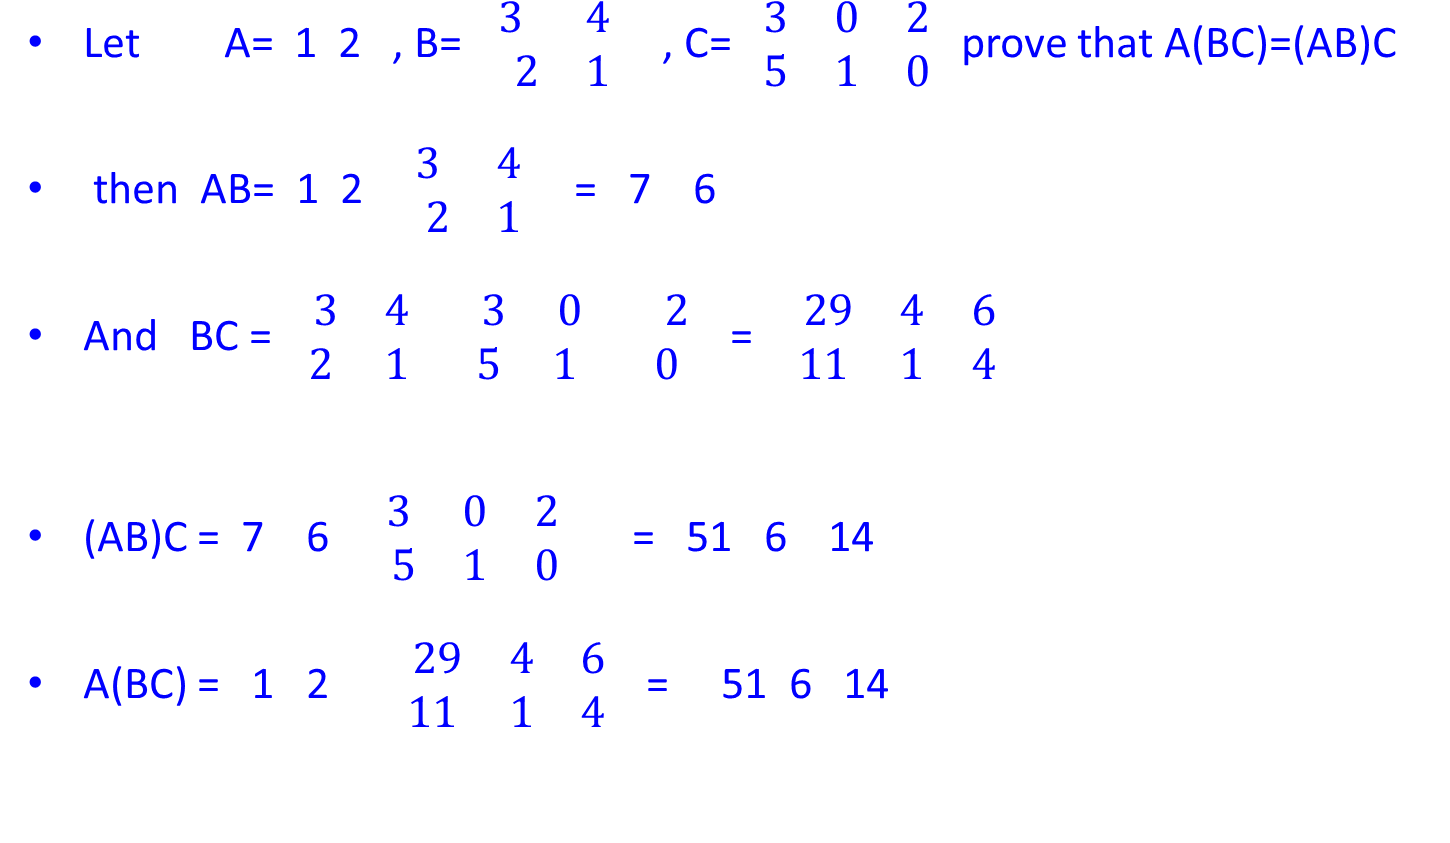 • Let A= 1 2 , B= 3 4 , C= 3 0 2 prove that A(BC)=(AB)C
2 1 5 1 0
• then AB= 1 2 3 4 = 7 6
2 1
• And BC = 3 4 3 0 2 = 29 4 6
2 1 5 1 0 11 1 4
• (AB)C = 7 6 3 0 2 = 51 6 14
5 1 0
• A(BC) = 1 2 29 4 6 = 51 6 14
11 1 4